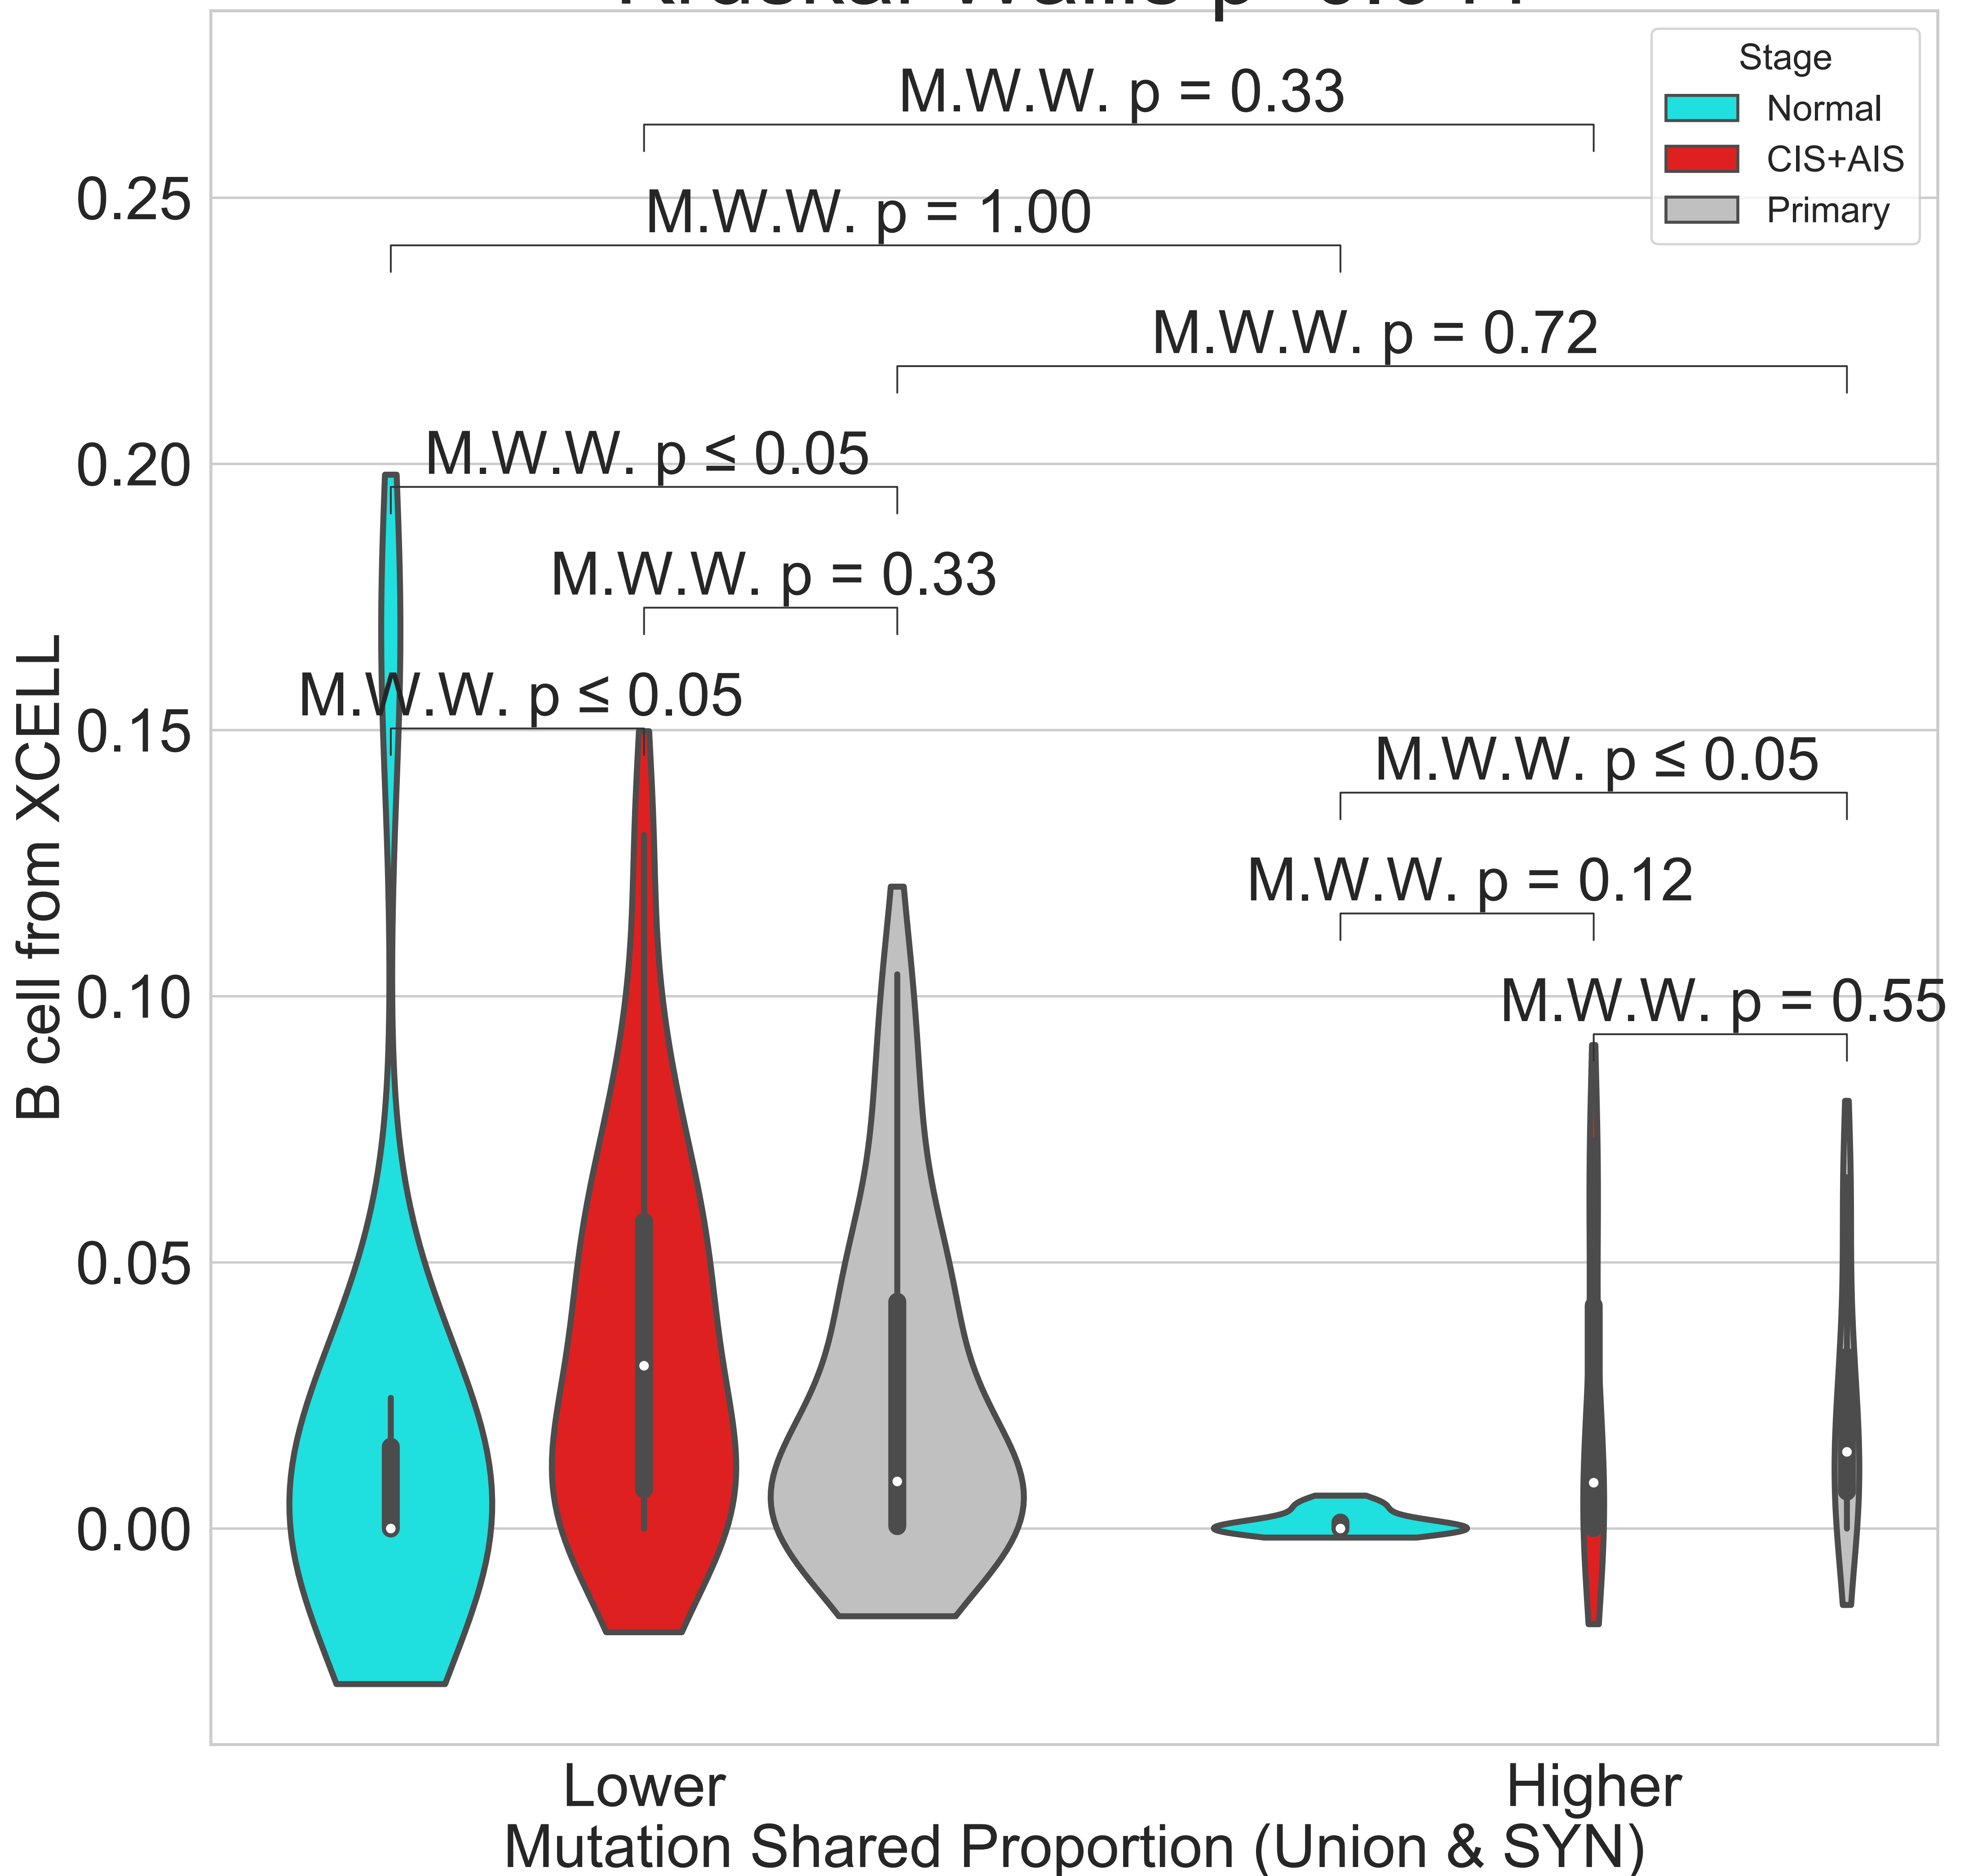 Stage
Normal
CIS+AIS
Primary
M.W.W. p = 0.33
M.W.W. p = 1.00
M.W.W. p = 0.72
M.W.W. p ≤ 0.05
M.W.W. p = 0.33
M.W.W. p ≤ 0.05
M.W.W. p ≤ 0.05
M.W.W. p = 0.12
M.W.W. p = 0.55
0.25
0.20
0.15
0.10
0.05
0.00
B cell from XCELL
Lower
Higher
Mutation Shared Proportion (Union & SYN)